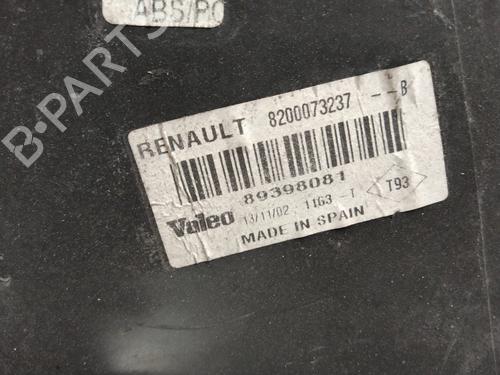 ABS/PC
RENAULT 8200073237 --B
89398081
Valeo 13/11/02 - 1163 -T T93
MADE IN SPAIN
B-PARTS